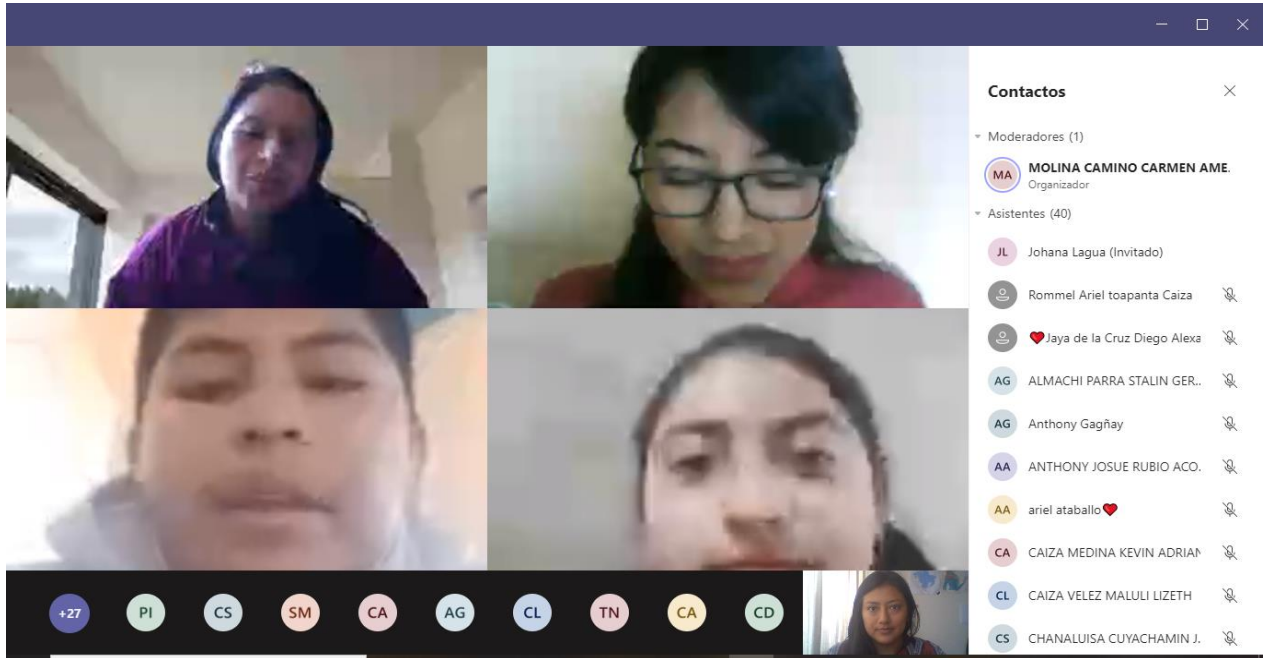 Contactos
Moderadores (1)
MA MOLINA CAMINO CARMEN AME.
Organizador
Asistentes (40)
JL Johana Lagua (Invitado)
Rommel Ariel toapanta Caiza
❤Jaya de la Cruz Diego Alexa
AG ALMACHI PARRA STALIN GER..
AG Anthony Gagñay
AA ANTHONY JOSUE RUBIO ACO.
AA ariel ataballo❤
CA CAIZA MEDINA KEVIN ADRIAN
CL CAIZA VELEZ MALULI LIZETH
CS CHANALUISA CUYACHAMIN J.
+27 PI CS SM CA AG CL TN CA CD